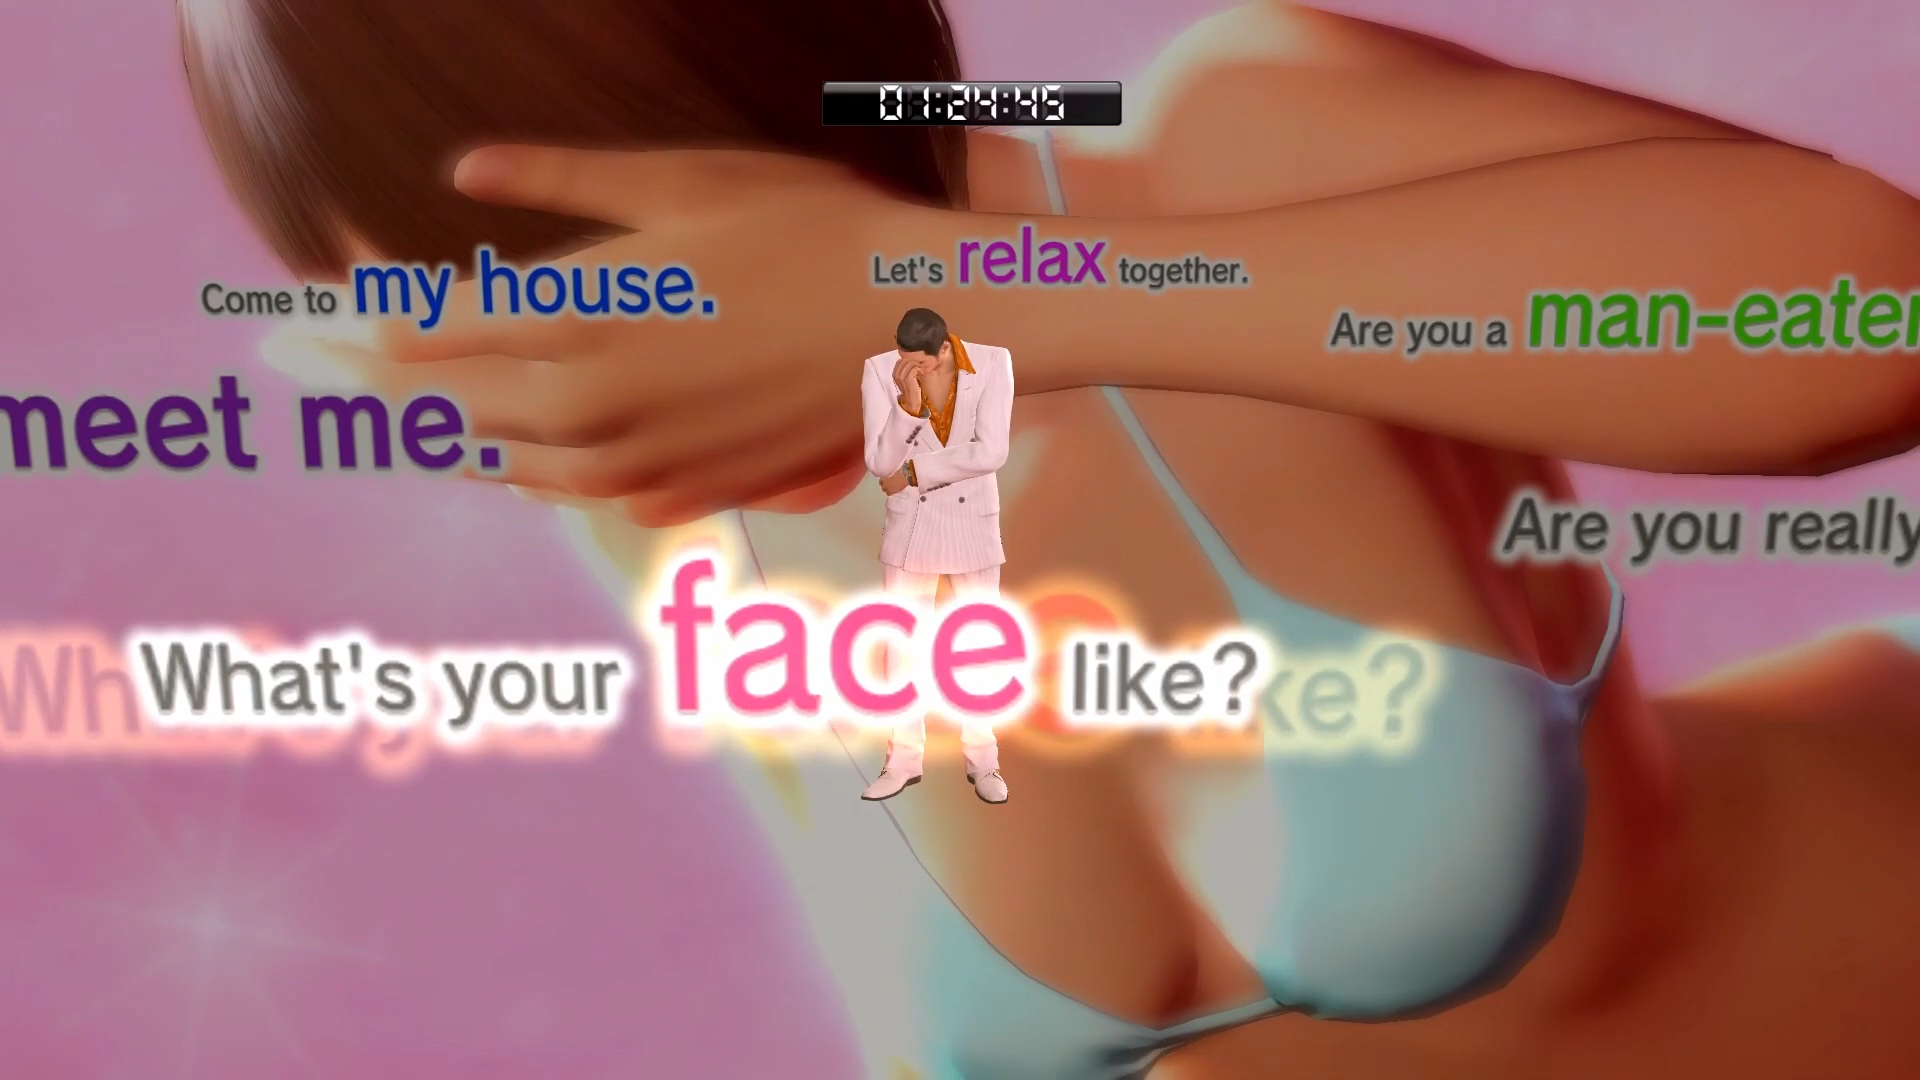 01:24:45
Let's relax together.
Come to my house.
Are you a man-eater
meet me.
Are you really
What's your face like?